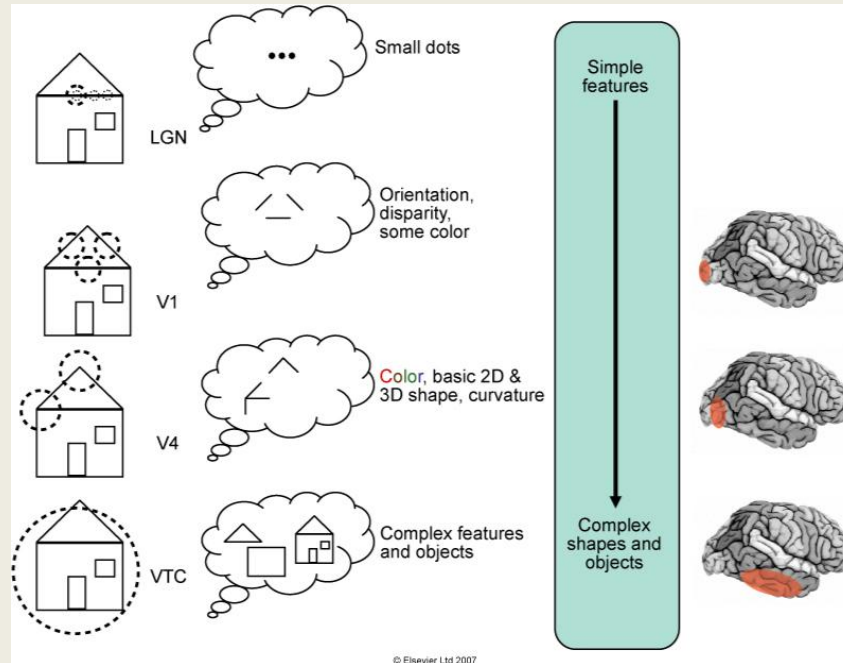 Small dots
LGN
Orientation,
disparity,
some color
V1
Color, basic 2D &
3D shape, curvature
V4
Complex features
and objects
VTC
Simple
features
Complex
shapes and
objects
© Elsevier Ltd 2007